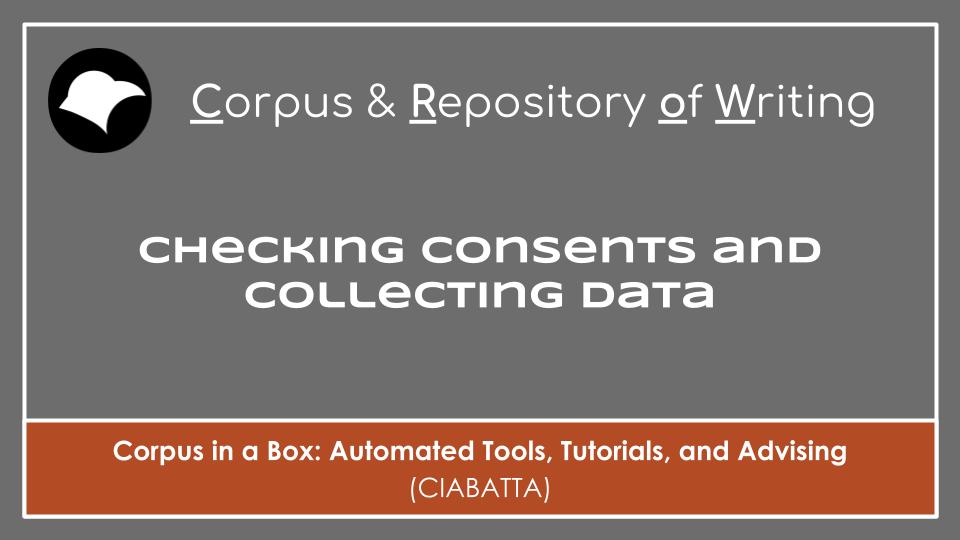 Corpus & Repository of Writing
Checking Consents and
Collecting Data
Corpus in a Box: Automated Tools, Tutorials, and Advising
(CIABATTA)